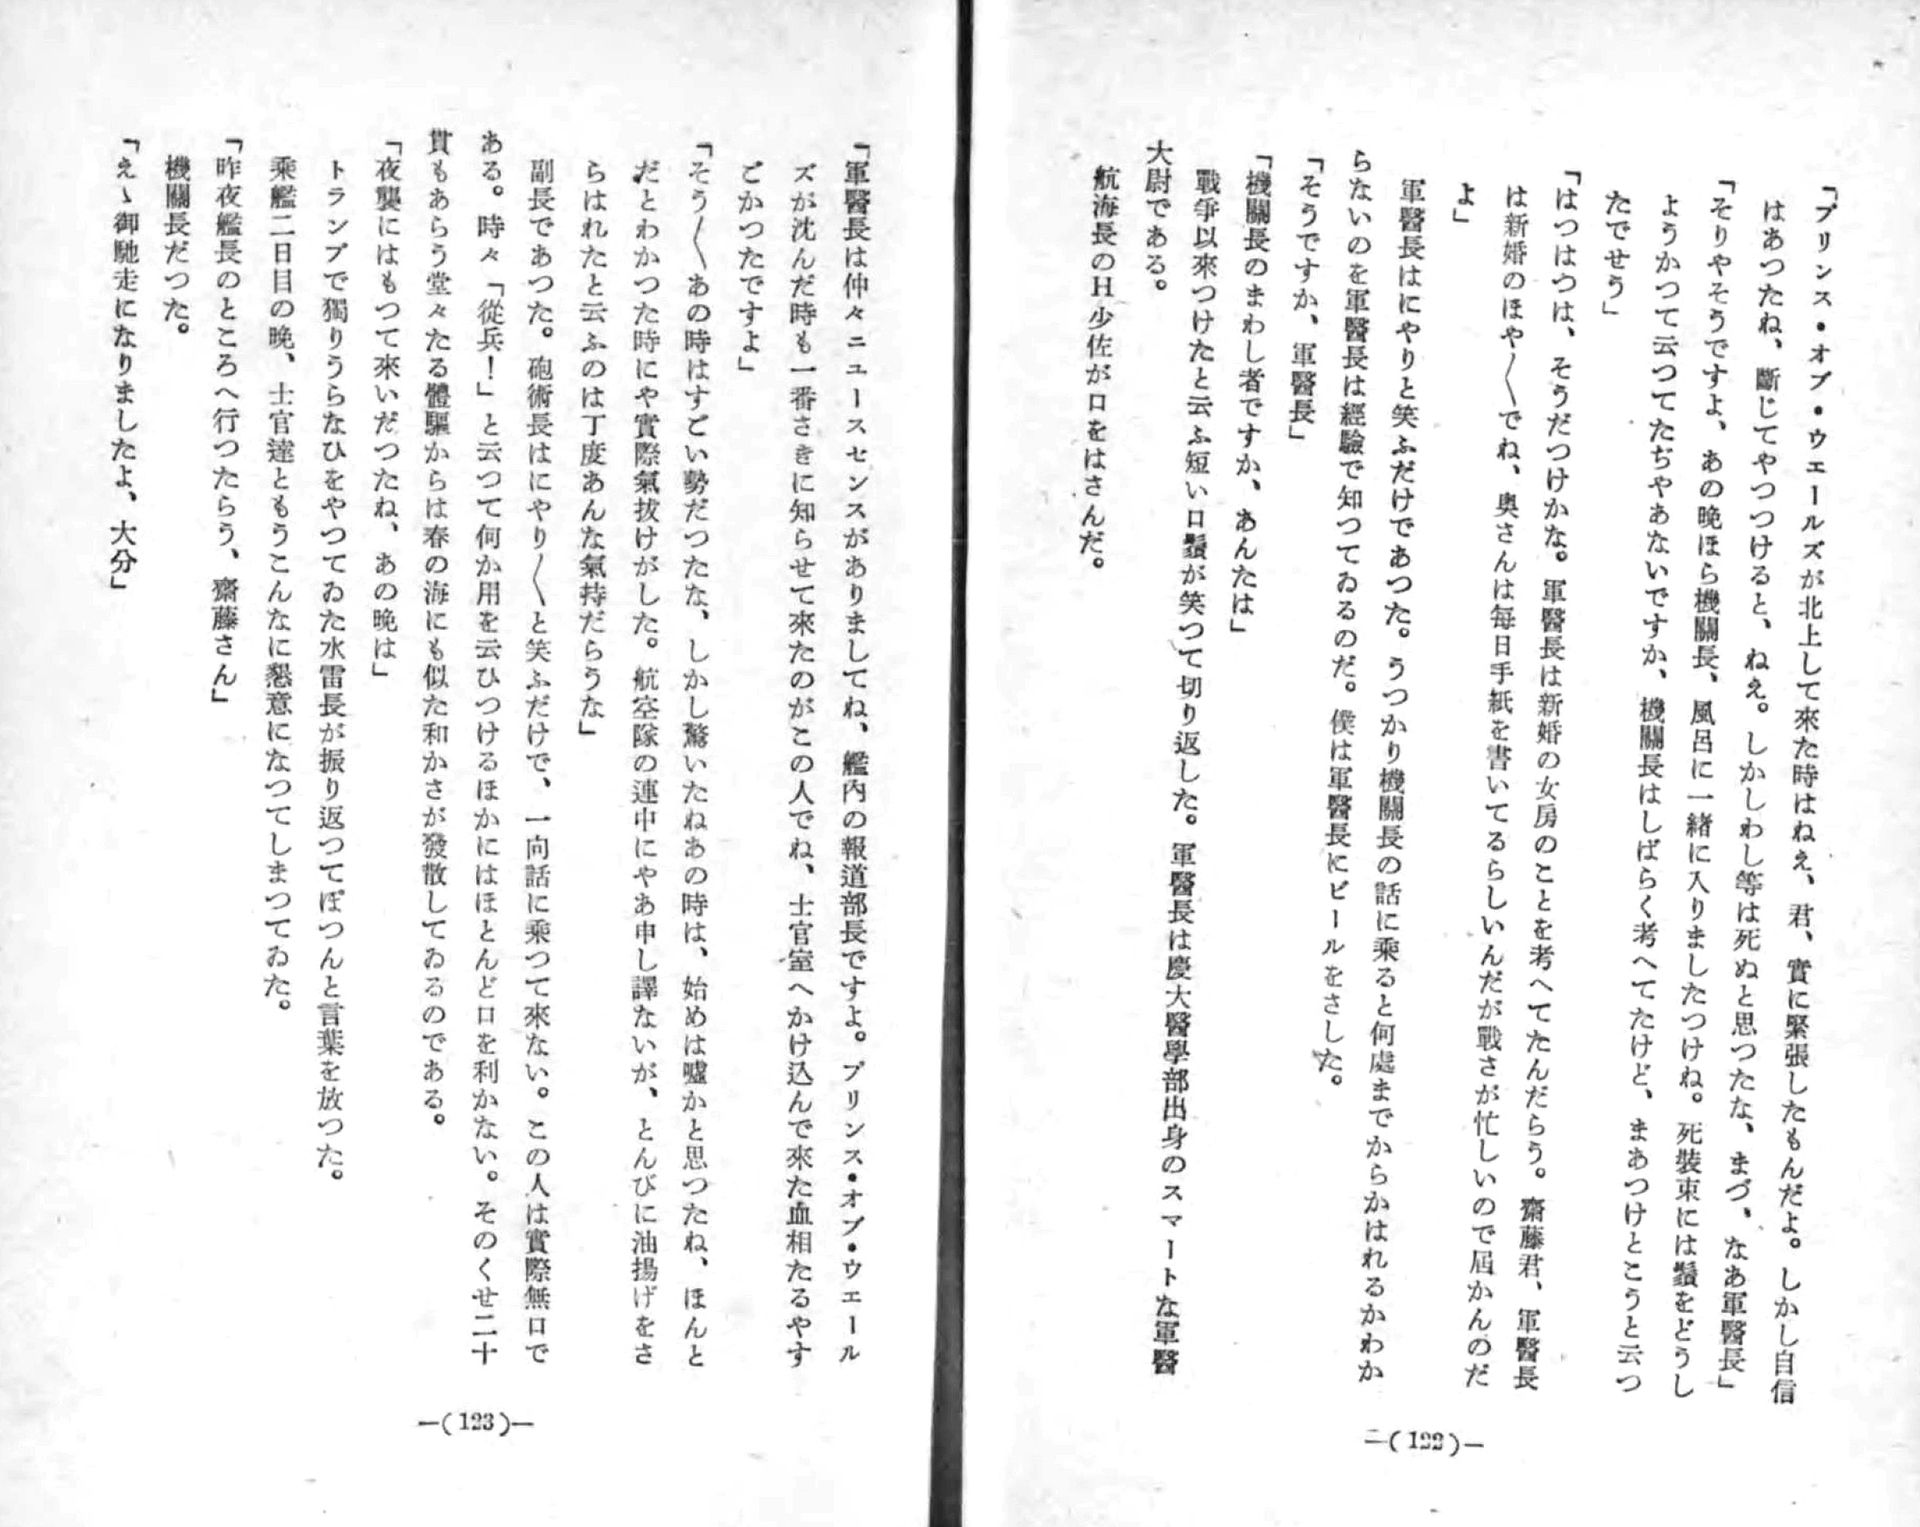 「プリンス・オブ・ウエールズが北上して來た時はねえ、君、實に緊張したもんだよ。しかし自信
はあつたね、斷じてやつつけると、ねえ。しかしわし等は死ぬと思つたな、まづ、なあ軍醫長」
「そりやそうですよ、あの晩ほら機關長、風呂に一緒に入りましたつけね。死裝束には鬚をどうし
ようかつて云つてたぢやあないですか、機關長はしばらく考へてたけど、まあつけとこうと云つ
たでせう」
「はつはつは、そうだつけかな。軍醫長は新婚の女房のことを考へてたんだらう。齋藤君、軍醫長
は新婚のほや〱でね、奥さんは每日手紙を書いてるらしいんだが戰さが忙しいので屆かんのだ
よ」
軍醫長はにやりと笑ふだけであつた。うつかり機關長の話に乘ると何處までからかはれるかわか
らないのを軍醫長は經驗で知つてゐるのだ。僕は軍醫長にビールをさした。
「そうですか、軍醫長」
「機關長のまわし者ですか、あんたは」
戰爭以來つけたと云ふ短い口鬚が笑つて切り返した。軍醫長は慶大醫學部出身のスマートな軍醫
大尉である。
航海長のH少佐が口をはさんだ。
―(122)―
「軍醫長は仲々ニユースセンスがありましてね、艦內の報道部長ですよ。プリンス・オブ・ウエール
ズが沈んだ時も一番さきに知らせて來たのがこの人でね、士官室へかけ込んで來た血相たるやす
ごかつたですよ」
「そう〱あの時はすごい勢だつたな、しかし驚いたねあの時は、始めは噓かと思つたね、ほんと
だとわかつた時にや實際氣拔けがした。航空隊の連中にやあ申し譯ないが、とんびに油揚げをさ
らはれたと云ふのは丁度あんな氣持だらうな」
副長であつた。砲術長はにやり〱と笑ふだけで、一向話に乘つて來ない。この人は實際無口で
ある。時々「從兵！」と云つて何か用を云ひつけるほかにはほとんど口を利かない。そのくせ二十
貫もあらう堂々たる體軀からは春の海にも似た和かさが發散してゐるのである。
「夜襲にはもつて來いだつたね、あの晩は」
トランプで獨りうらなひをやつてゐた水雷長が振り返つてぽつんと言葉を放つた。
乘艦二日目の晩、士官達ともうこんなに懇意になつてしまつてゐた。
「昨夜艦長のところへ行つたらう、齋藤さん」
機關長だつた。
「えゝ御馳走になりましたよ、大分」
―(123)―